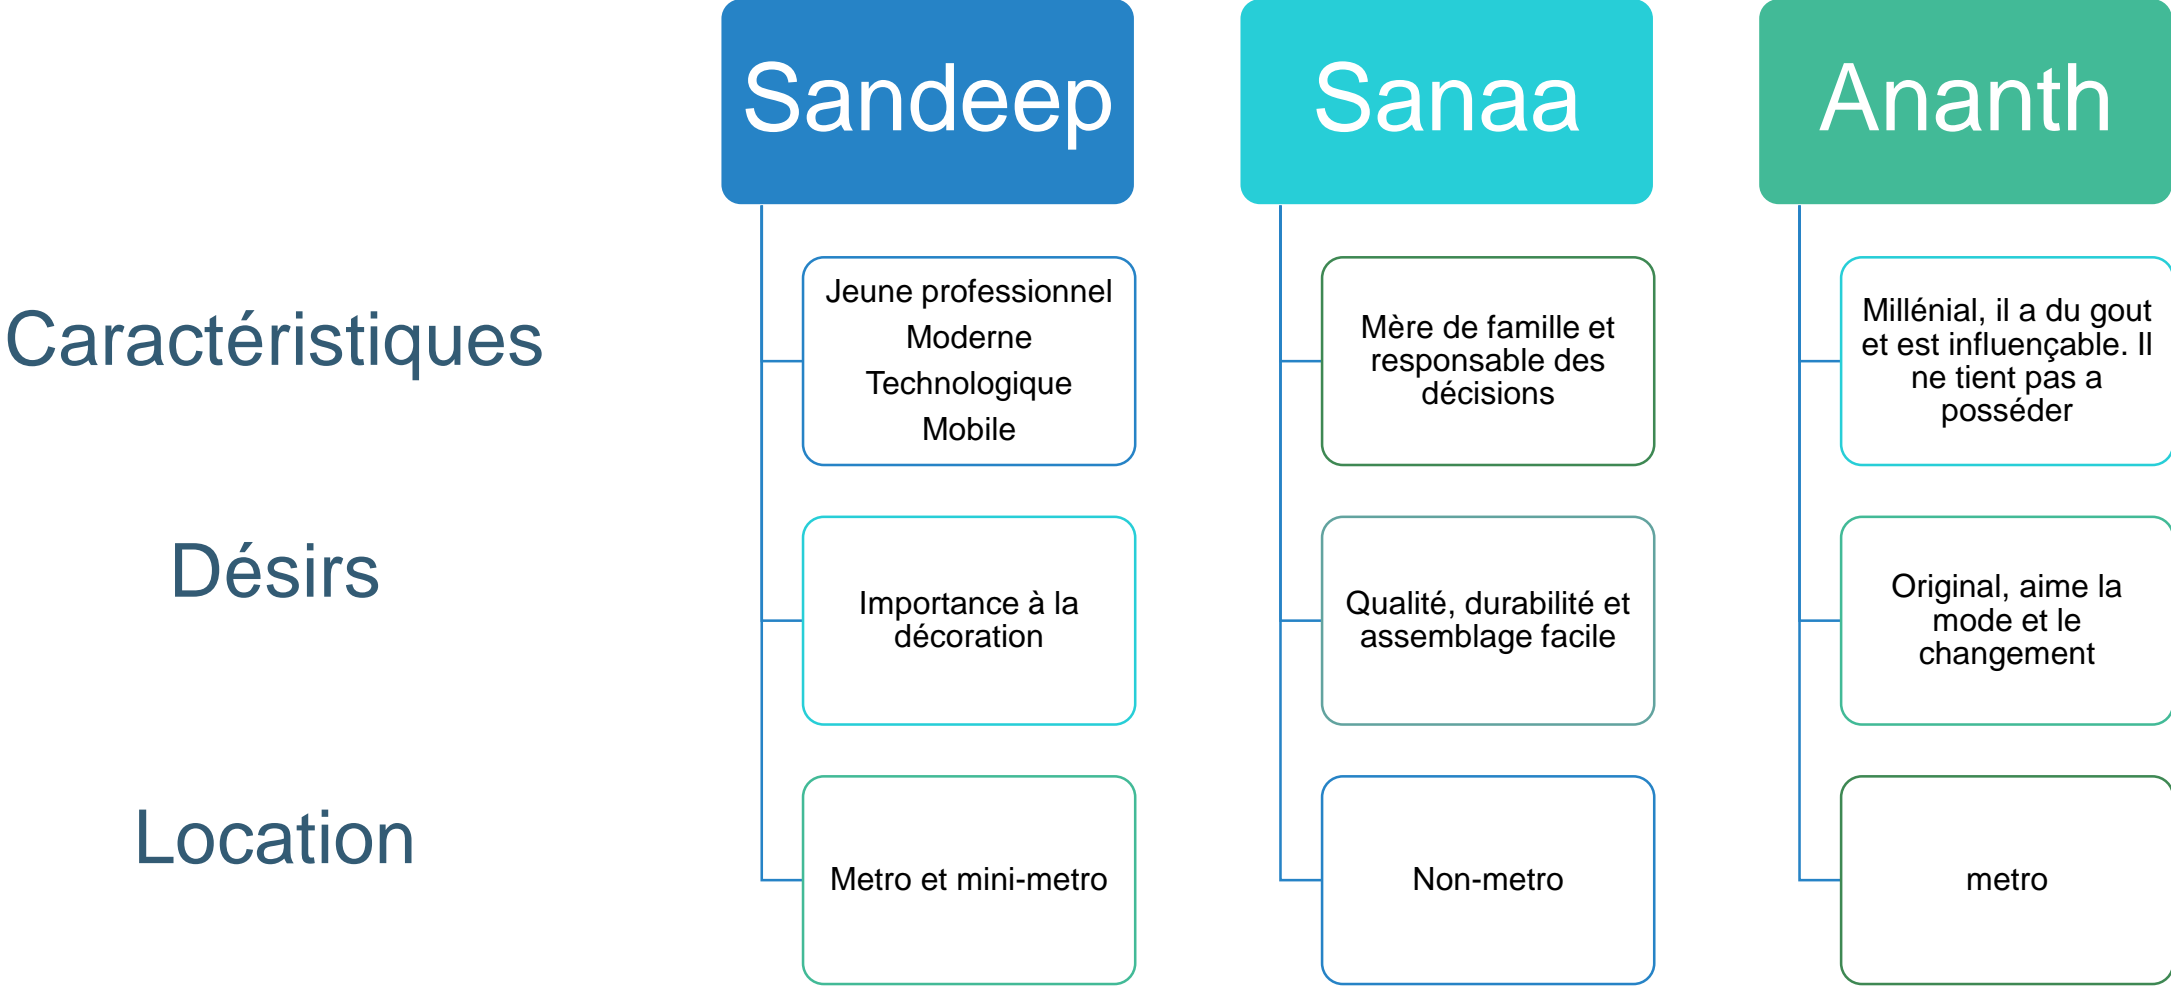 Sandeep
Sanaa
Ananth
Caractéristiques
Jeune professionnel
Moderne
Technologique
Mobile
Mère de famille et
responsable des
décisions
Millénial, il a du gout
et est influençable. Il
ne tient pas a
posséder
Désirs
Importance à la
décoration
Qualité, durabilité et
assemblage facile
Original, aime la
mode et le
changement
Location
Metro et mini-metro
Non-metro
metro